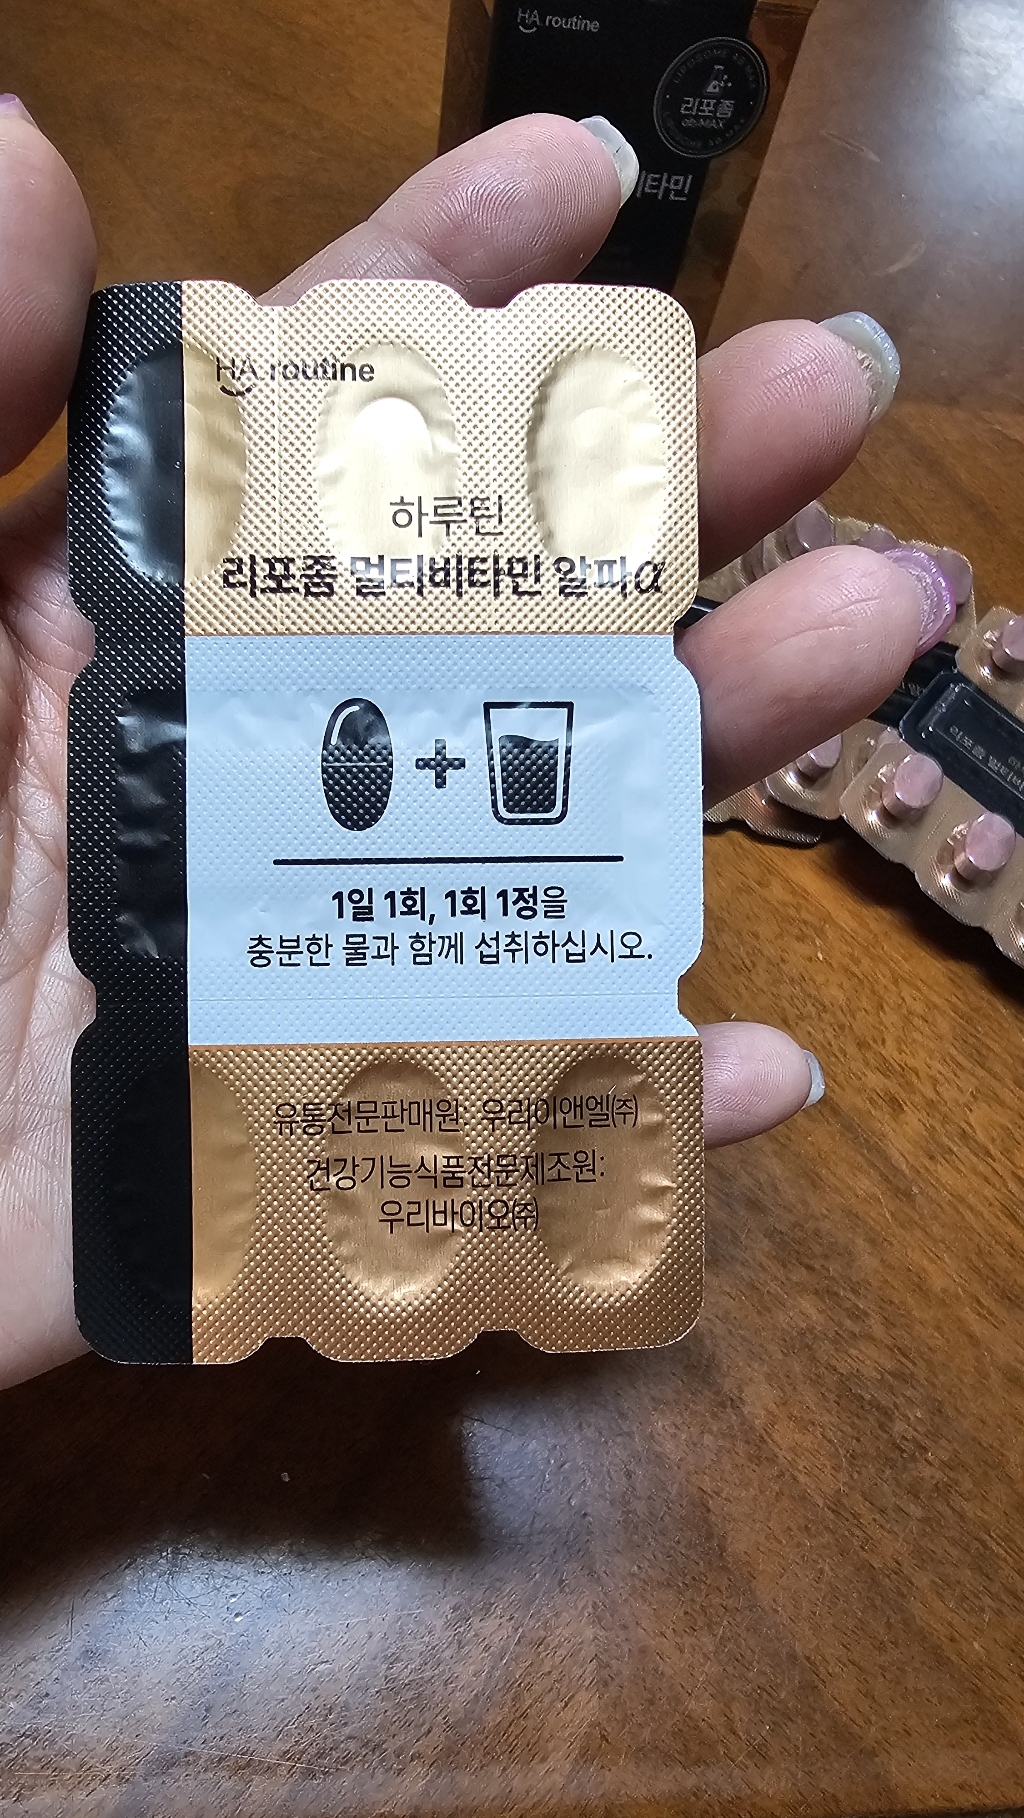 HA routine
LIPOSOME
리포좀
비타민
HA routine
하루틴
리포좀 멀티비타민 알파α
1일 1회, 1회 1정을
충분한 물과 함께 섭취하십시오.
유통전문판매원: 우리이앤엘㈜
건강기능식품전문제조원:
우리바이오㈜
리포좀